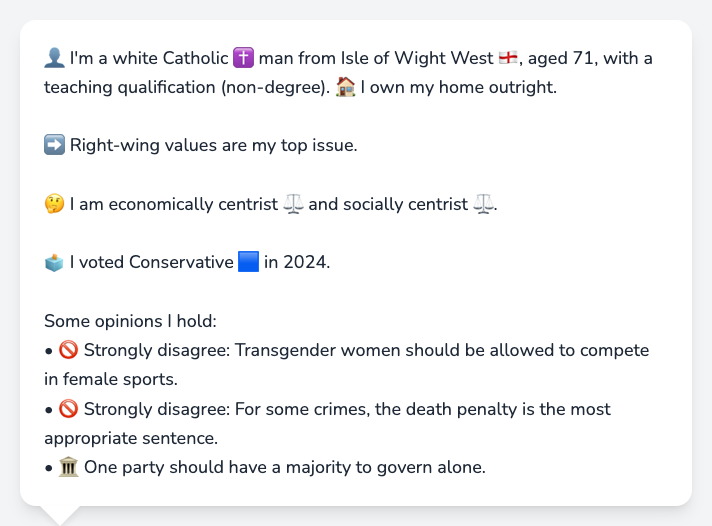 👤 I'm a white Catholic ✝️ man from Isle of Wight West 🏴󠁧󠁢󠁥󠁮󠁧󠁿, aged 71, with a
teaching qualification (non-degree). 🏠 I own my home outright.
➡️ Right-wing values are my top issue.
🤔 I am economically centrist ⚖️ and socially centrist ⚖️.
🗳️ I voted Conservative 🟦 in 2024.
Some opinions I hold:
• 🚫 Strongly disagree: Transgender women should be allowed to compete
in female sports.
• 🚫 Strongly disagree: For some crimes, the death penalty is the most
appropriate sentence.
• 🏛️ One party should have a majority to govern alone.